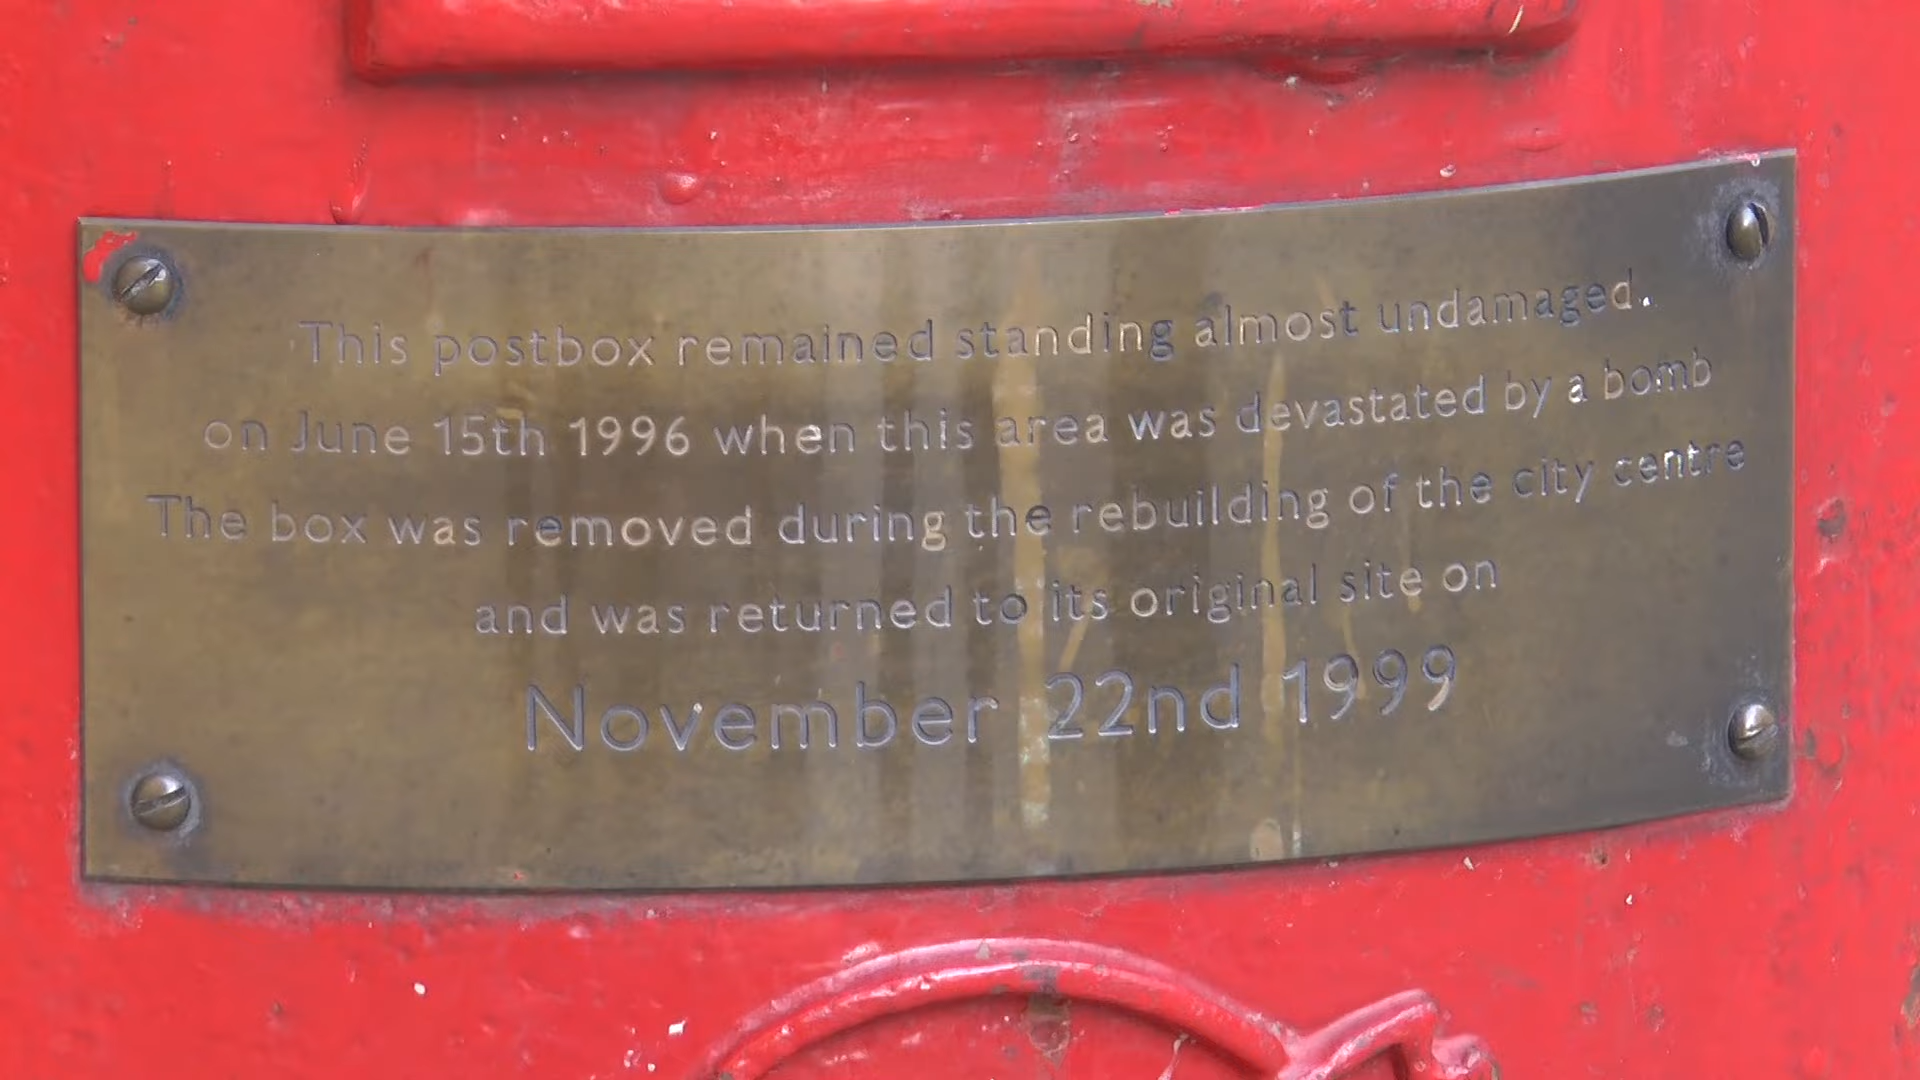 This postbox remained standing almost undamaged.
on June 15th 1996 when this area was devastated by a bomb
The box was removed during the rebuilding of the city centre
and was returned to its original site on
November 22nd 1999